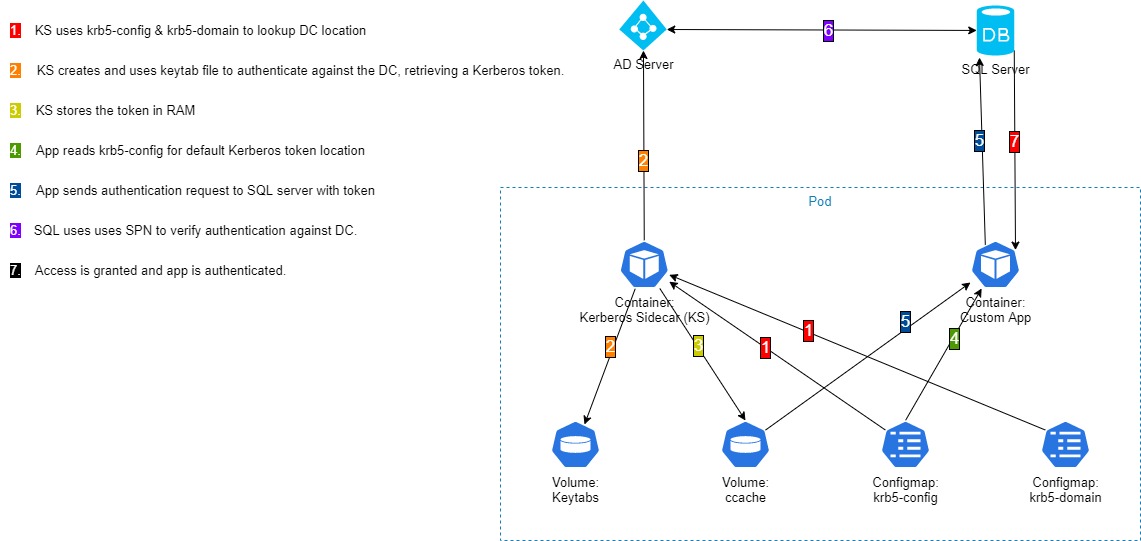 1. KS uses krb5-config & krb5-domain to lookup DC location
2. KS creates and uses keytab file to authenticate against the DC, retrieving a Kerberos token.
3. KS stores the token in RAM
4. App reads krb5-config for default Kerberos token location
5. App sends authentication request to SQL server with token
6. SQL uses uses SPN to verify authentication against DC.
7. Access is granted and app is authenticated.
6
DB
AD Server
SQL Server
2
5
7
Pod
Container:
Kerberos Sidecar (KS)
Container:
Custom App
2
3
1
1
5
4
Volume:
Keytabs
Volume:
ccache
Configmap:
krb5-config
Configmap:
krb5-domain